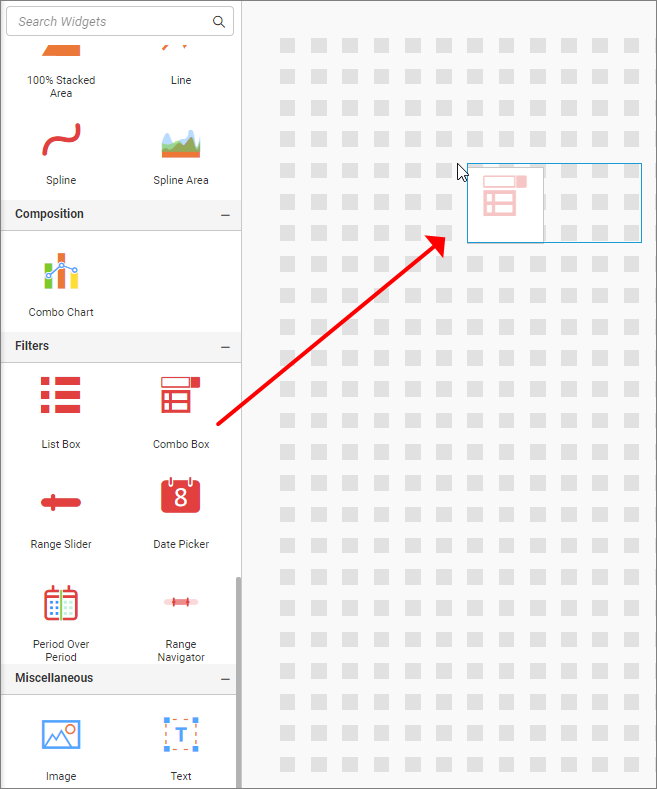 Search Widgets
100% Stacked
Area
Line
Spline
Spline Area
Composition
Combo Chart
Filters
List Box
Combo Box
8
Range Slider
Date Picker
Period Over
Period
Range
Navigator
Miscellaneous
T
Image
Text